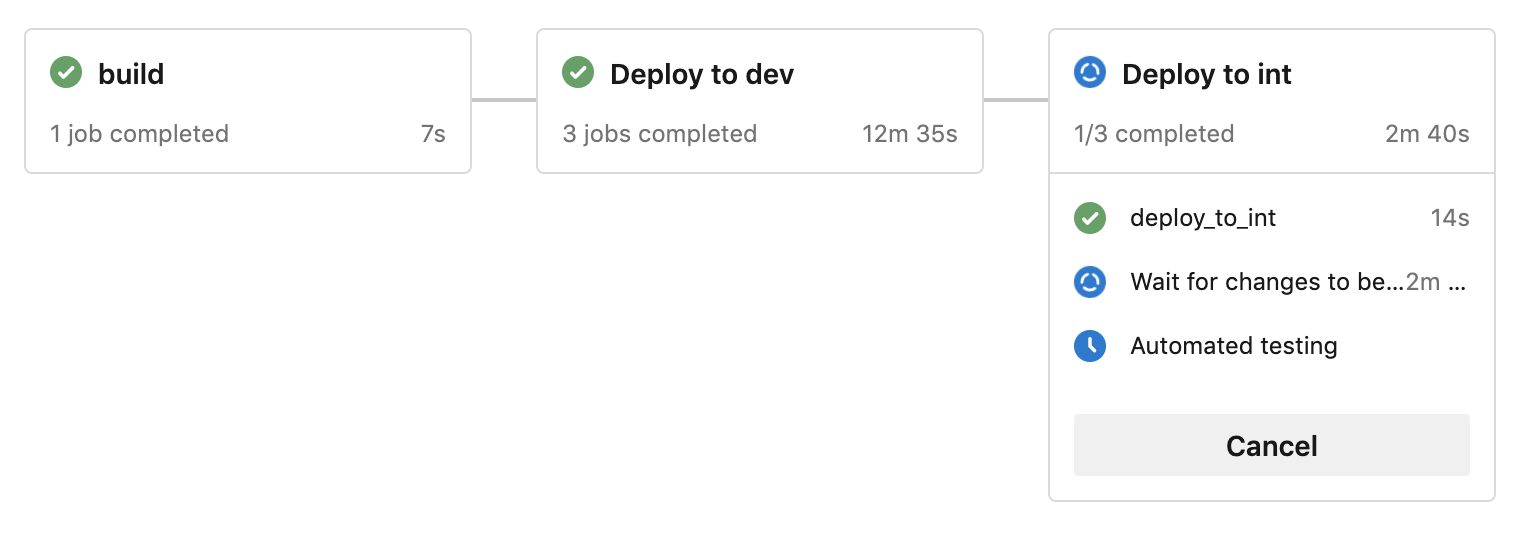 build
1 job completed 7s
Deploy to dev
3 jobs completed 12m 35s
Deploy to int
1/3 completed 2m 40s
deploy_to_int 14s
Wait for changes to be...2m ...
Automated testing
Cancel